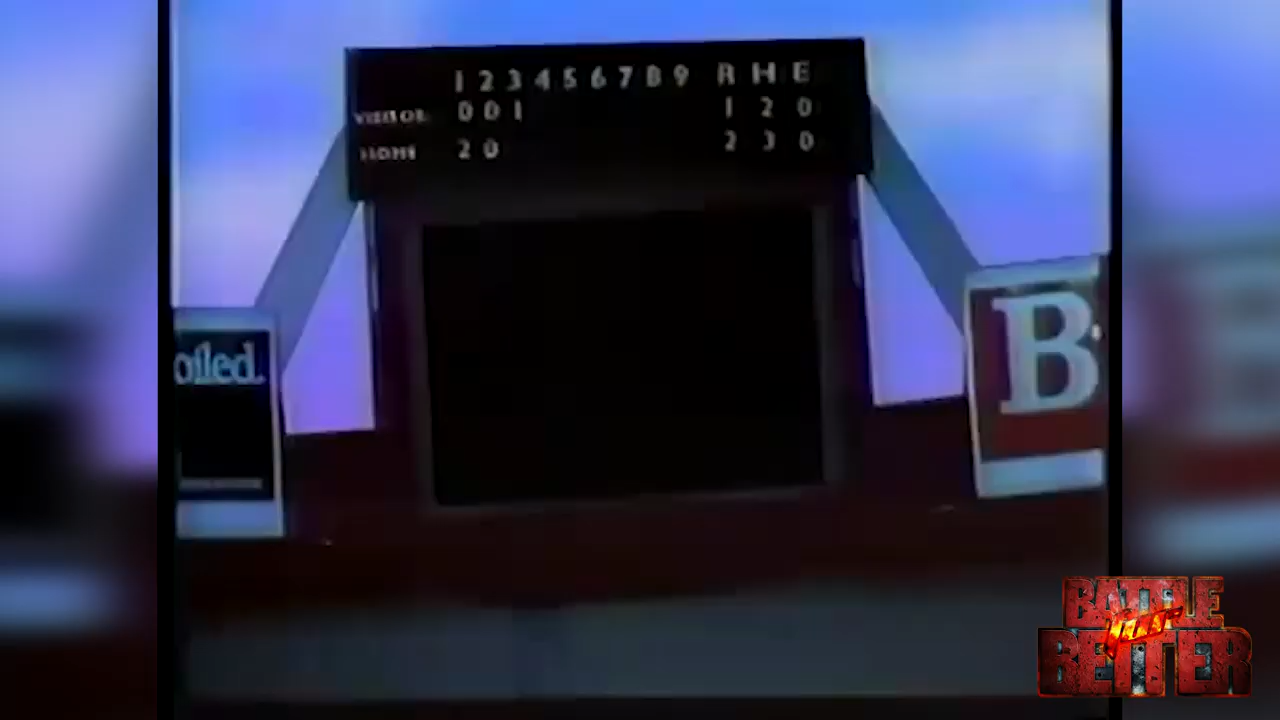 1 2 3 4 5 6 7 8 9 R H E
VISITOR 0 0 1 1 2 0
HOME 2 0 2 3 0
oiled.
B
BATTLE
BETTER